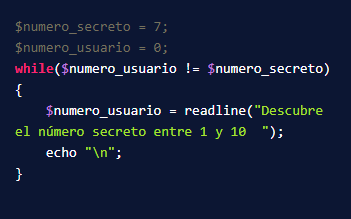 $numero_secreto = 7;
$numero_usuario = 0;
while($numero_usuario != $numero_secreto)
{
    $numero_usuario = readline("Descubre
el número secreto entre 1 y 10  ");
    echo "\n";
}